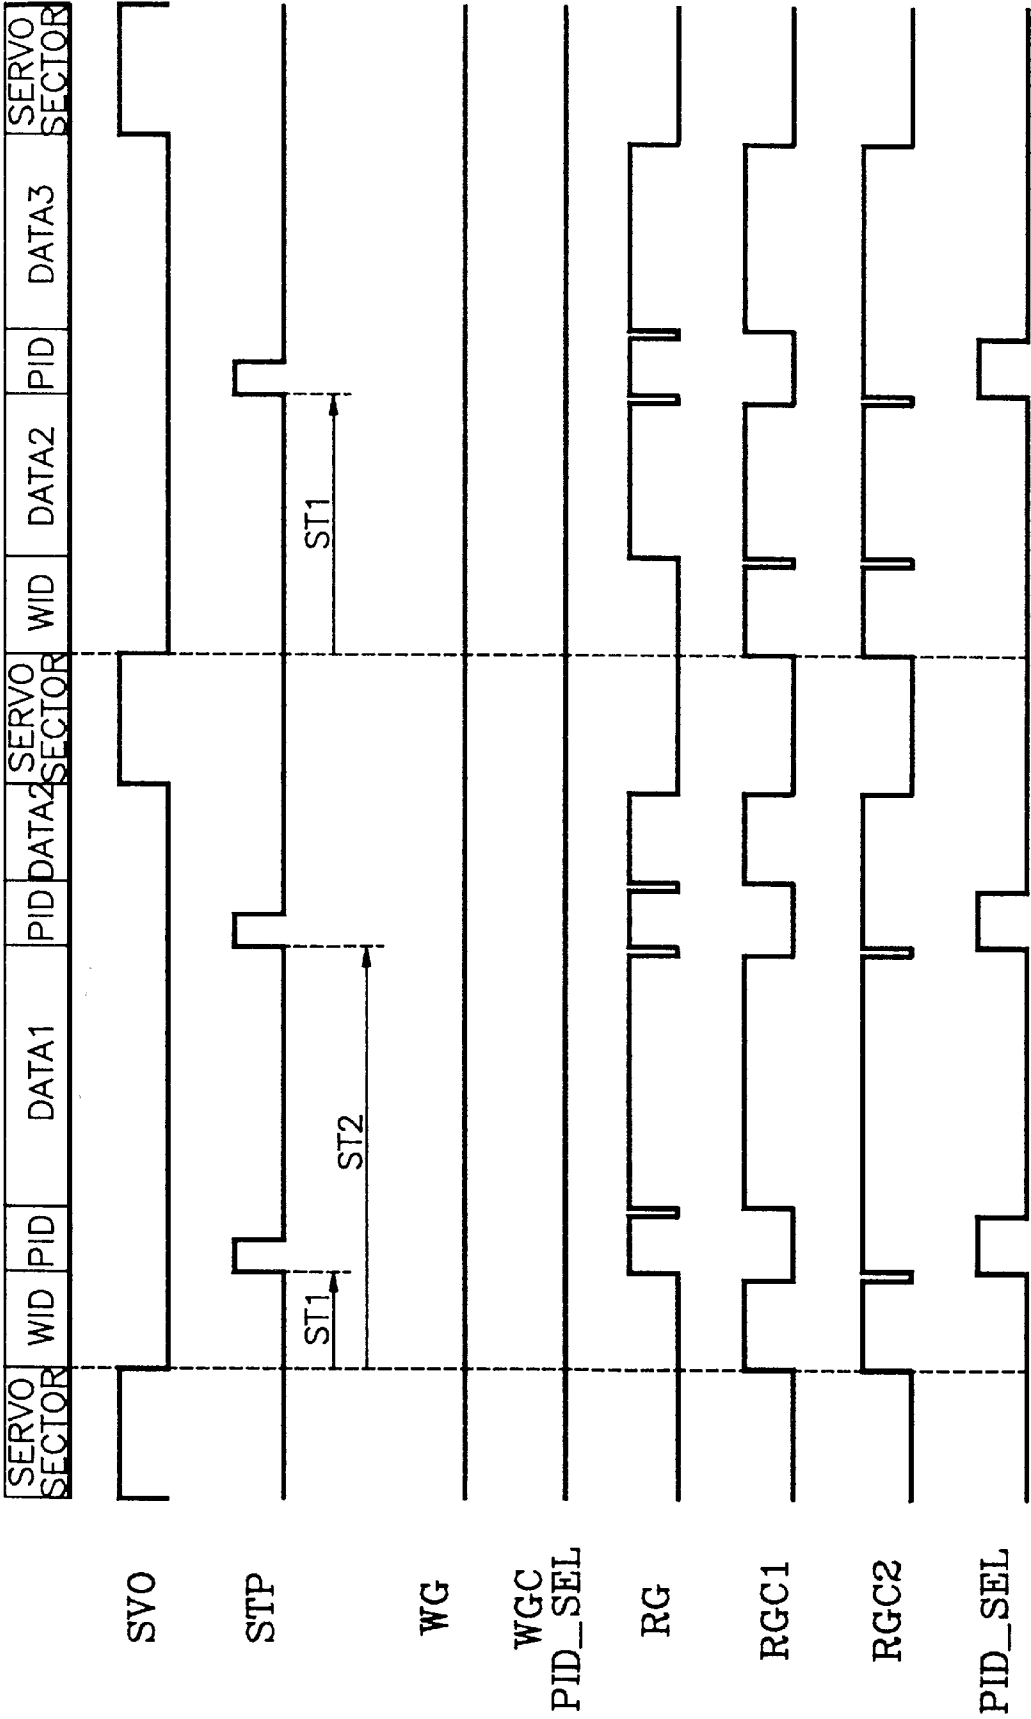 SERVO
SECTOR
WID
PID
DATA1
PID
DATA2
SERVO
SECTOR
WID
DATA2
PID
DATA3
SERVO
SECTOR
SVO
STP
ST1
ST2
ST1
WG
WGC
PID_SEL
RG
RGC1
RGC2
PID_SEL